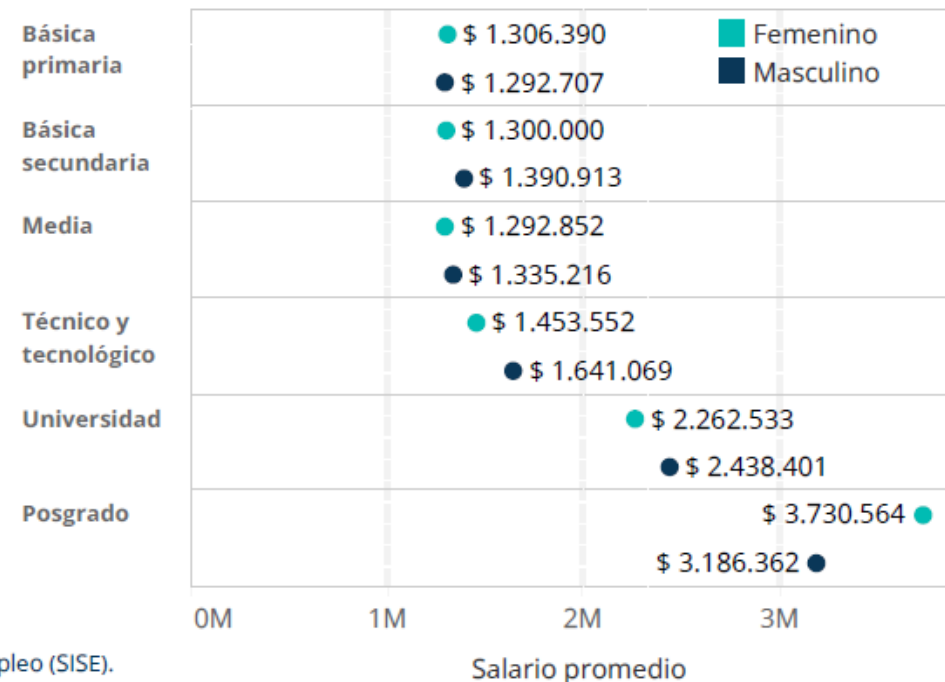 Básica
primaria
$ 1.306.390
$ 1.292.707
Femenino
Masculino
Básica
secundaria
$ 1.300.000
$ 1.390.913
Media
$ 1.292.852
$ 1.335.216
Técnico y
tecnológico
$ 1.453.552
$ 1.641.069
Universidad
$ 2.262.533
$ 2.438.401
Posgrado
$ 3.730.564
$ 3.186.362
0M 1M 2M 3M
Salario promedio
pleo (SISE).